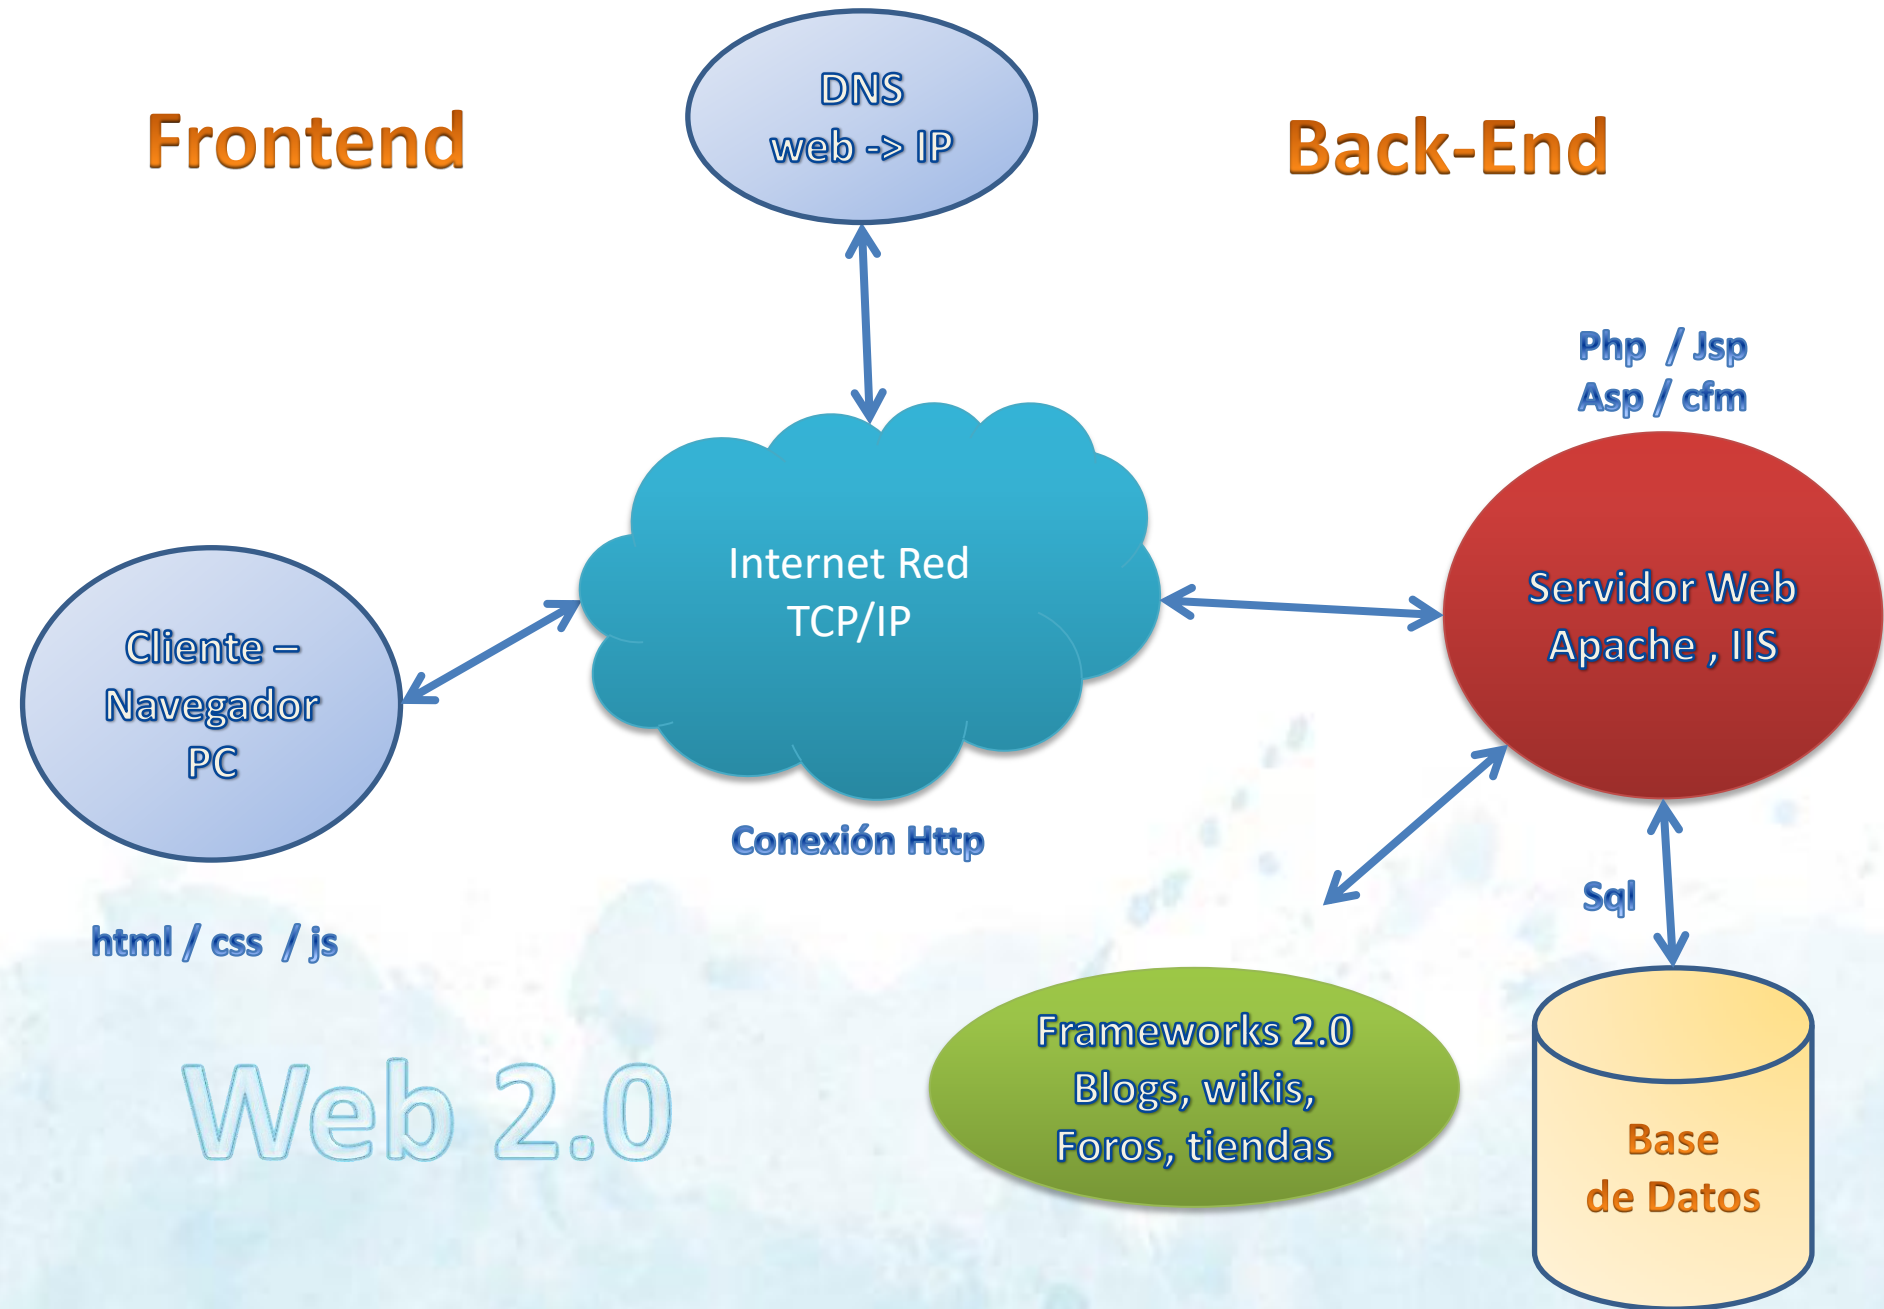 DNS
web -> IP
Frontend
Back-End
Php / Jsp
Asp / cfm
Internet Red
TCP/IP
Servidor Web
Apache , IIS
Cliente –
Navegador
PC
Conexión Http
Sql
html / css / js
Frameworks 2.0
Blogs, wikis,
Foros, tiendas
Web 2.0
Base
de Datos